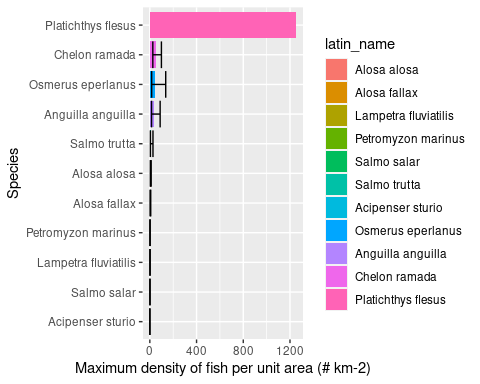 Platichthys flesus
Chelon ramada
Osmerus eperlanus
Anguilla anguilla
Salmo trutta
Alosa alosa
Alosa fallax
Petromyzon marinus
Lampetra fluviatilis
Salmo salar
Acipenser sturio
Species
0 400 800 1200
Maximum density of fish per unit area (# km-2)
latin_name
Alosa alosa
Alosa fallax
Lampetra fluviatilis
Petromyzon marinus
Salmo salar
Salmo trutta
Acipenser sturio
Osmerus eperlanus
Anguilla anguilla
Chelon ramada
Platichthys flesus